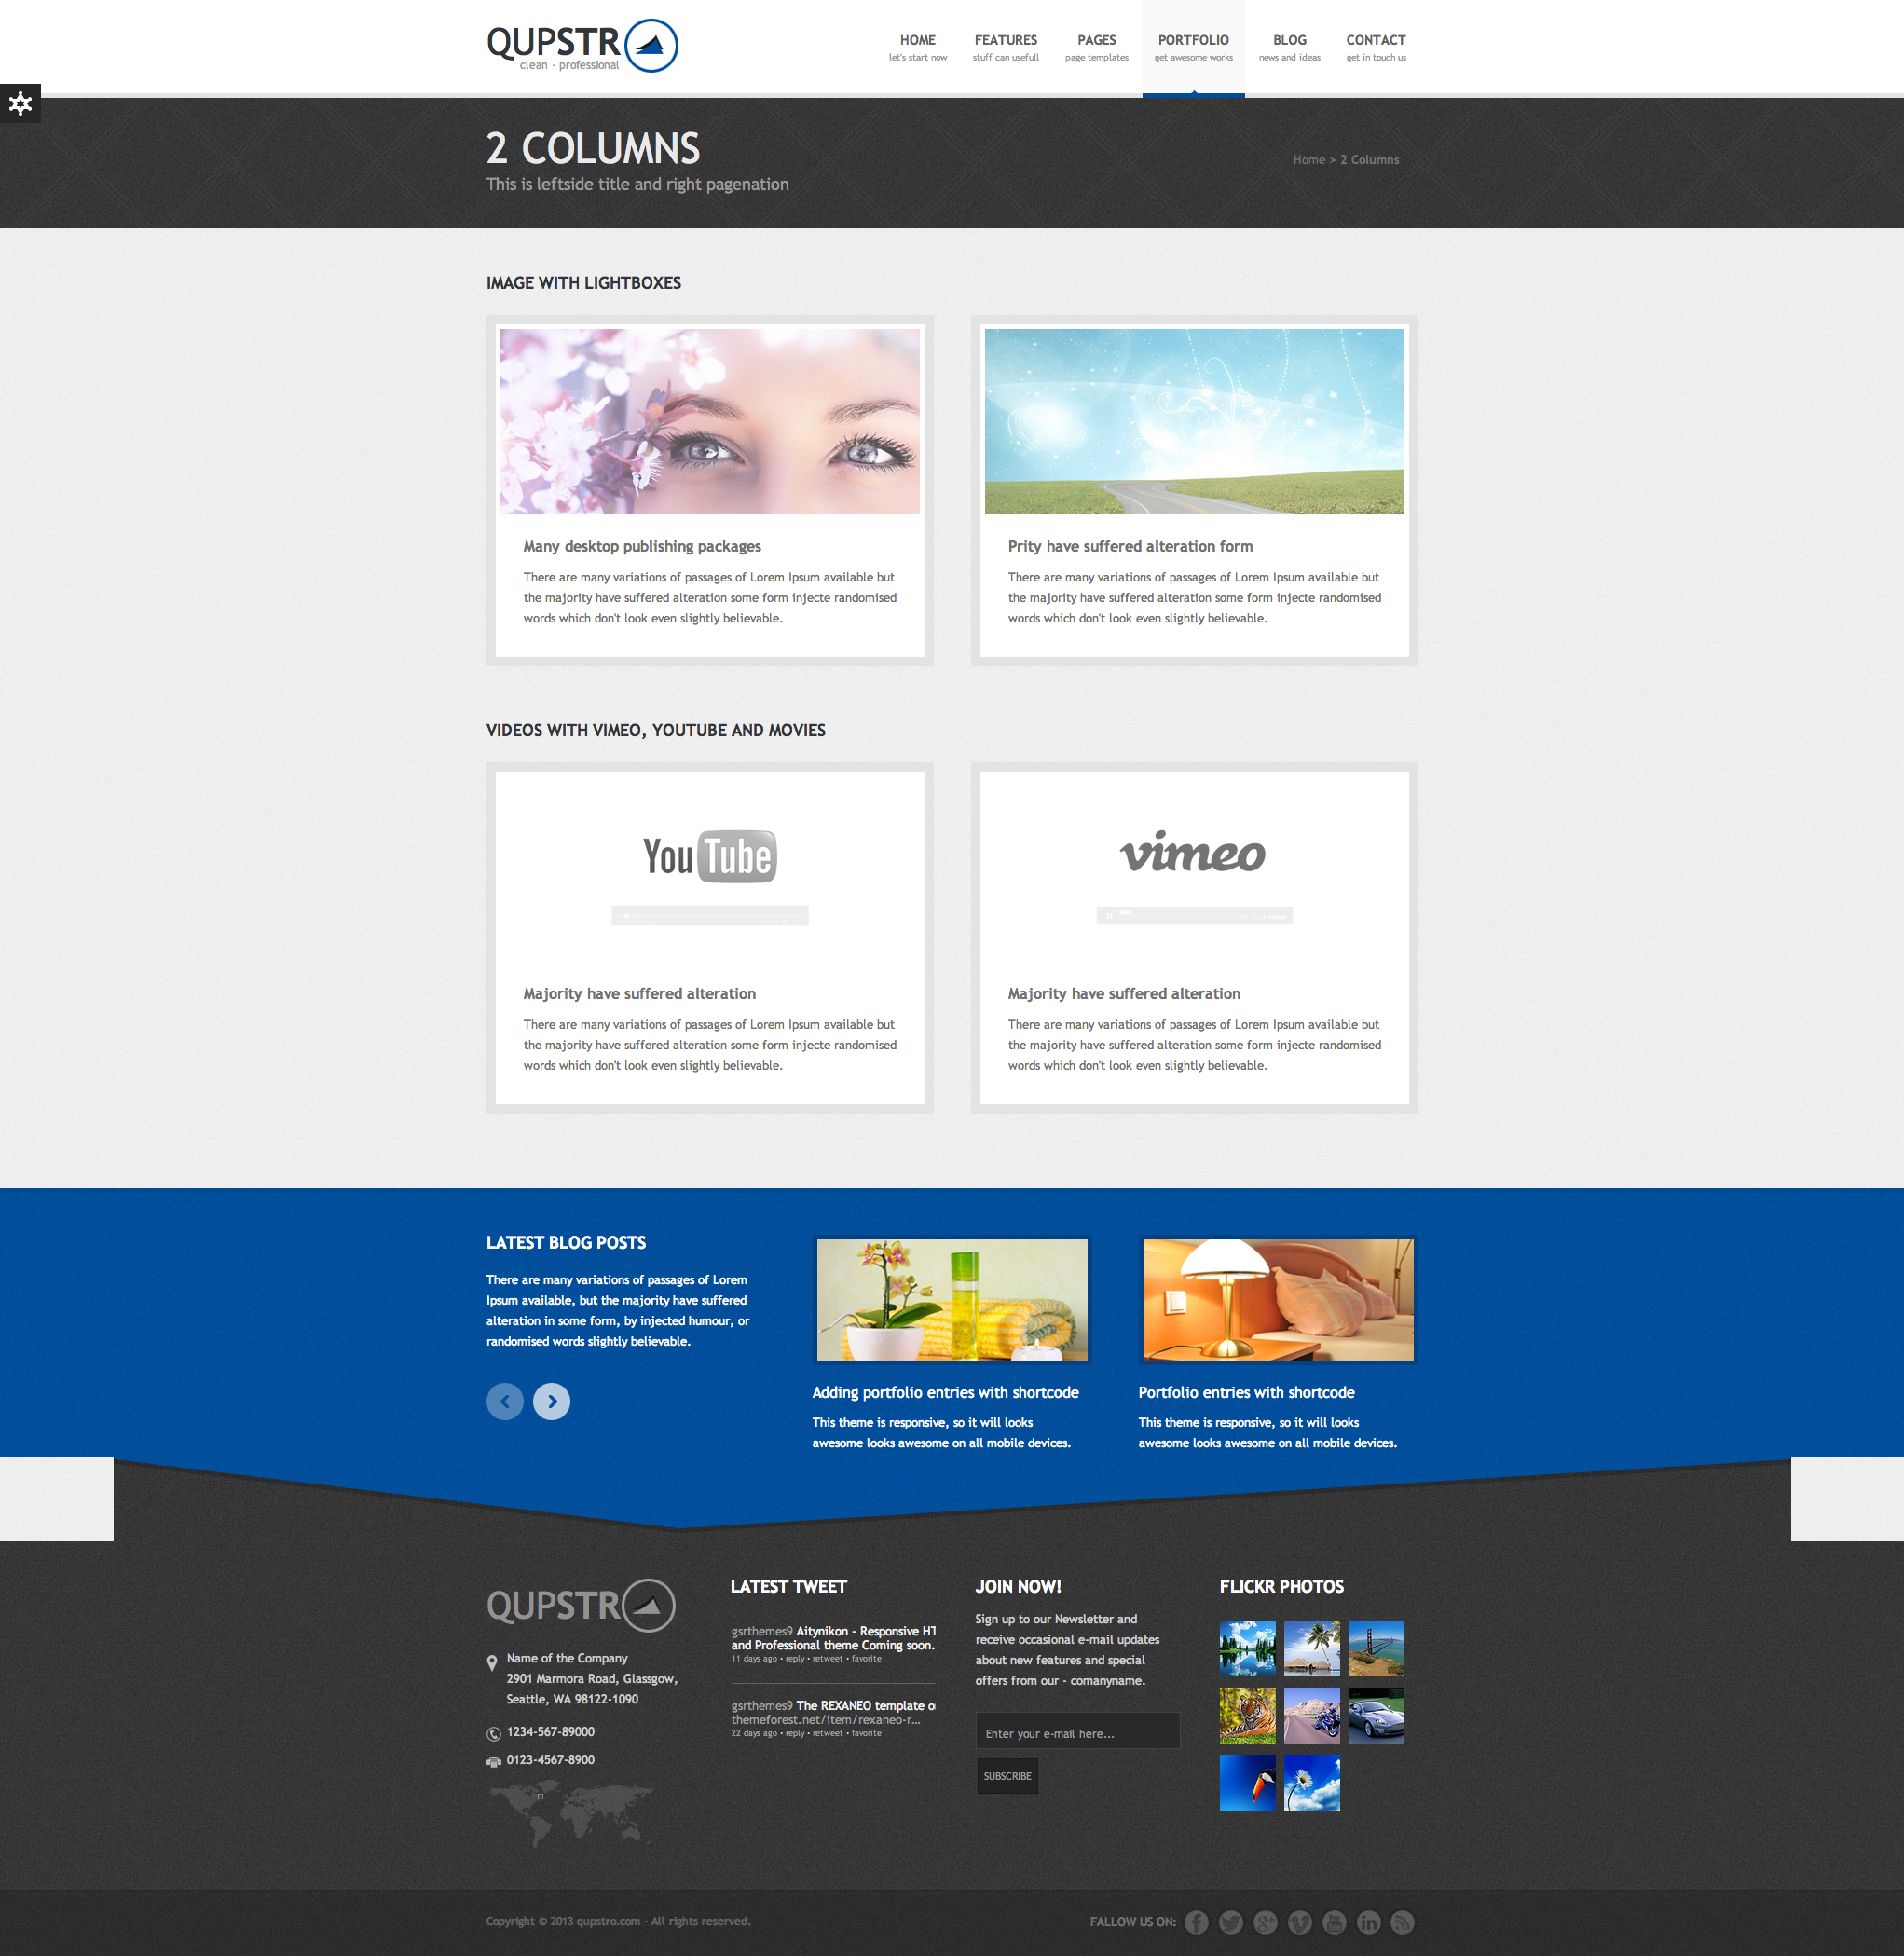 QUPSTR
clean - professional
HOME
let's start now
FEATURES
stuff can usefull
PAGES
page templates
PORTFOLIO
get awesome works
BLOG
news and ideas
CONTACT
get in touch us
2 COLUMNS
This is leftside title and right pagenation
Home > 2 Columns
IMAGE WITH LIGHTBOXES
Many desktop publishing packages
There are many variations of passages of Lorem Ipsum available but
the majority have suffered alteration some form injecte randomised
words which don't look even slightly believable.
Prity have suffered alteration form
There are many variations of passages of Lorem Ipsum available but
the majority have suffered alteration some form injecte randomised
words which don't look even slightly believable.
VIDEOS WITH VIMEO, YOUTUBE AND MOVIES
YouTube
Majority have suffered alteration
There are many variations of passages of Lorem Ipsum available but
the majority have suffered alteration some form injecte randomised
words which don't look even slightly believable.
vimeo
Majority have suffered alteration
There are many variations of passages of Lorem Ipsum available but
the majority have suffered alteration some form injecte randomised
words which don't look even slightly believable.
LATEST BLOG POSTS
There are many variations of passages of Lorem
Ipsum available, but the majority have suffered
alteration in some form, by injected humour, or
randomised words slightly believable.
Adding portfolio entries with shortcode
This theme is responsive, so it will looks
awesome looks awesome on all mobile devices.
Portfolio entries with shortcode
This theme is responsive, so it will looks
awesome looks awesome on all mobile devices.
QUPSTR
Name of the Company
2901 Marmora Road, Glassgow,
Seattle, WA 98122-1090
1234-567-89000
0123-4567-8900
LATEST TWEET
gsrthemes9 Aitynikon - Responsive HT
and Professional theme Coming soon.
11 days ago • reply • retweet • favorite
gsrthemes9 The REXANEO template o
themeforest.net/item/rexaneo-r...
22 days ago • reply • retweet • favorite
JOIN NOW!
Sign up to our Newsletter and
receive occasional e-mail updates
about new features and special
offers from our - comanyname.
Enter your e-mail here...
SUBSCRIBE
FLICKR PHOTOS
Copyright © 2013 qupstro.com - All rights reserved.
FALLOW US ON: